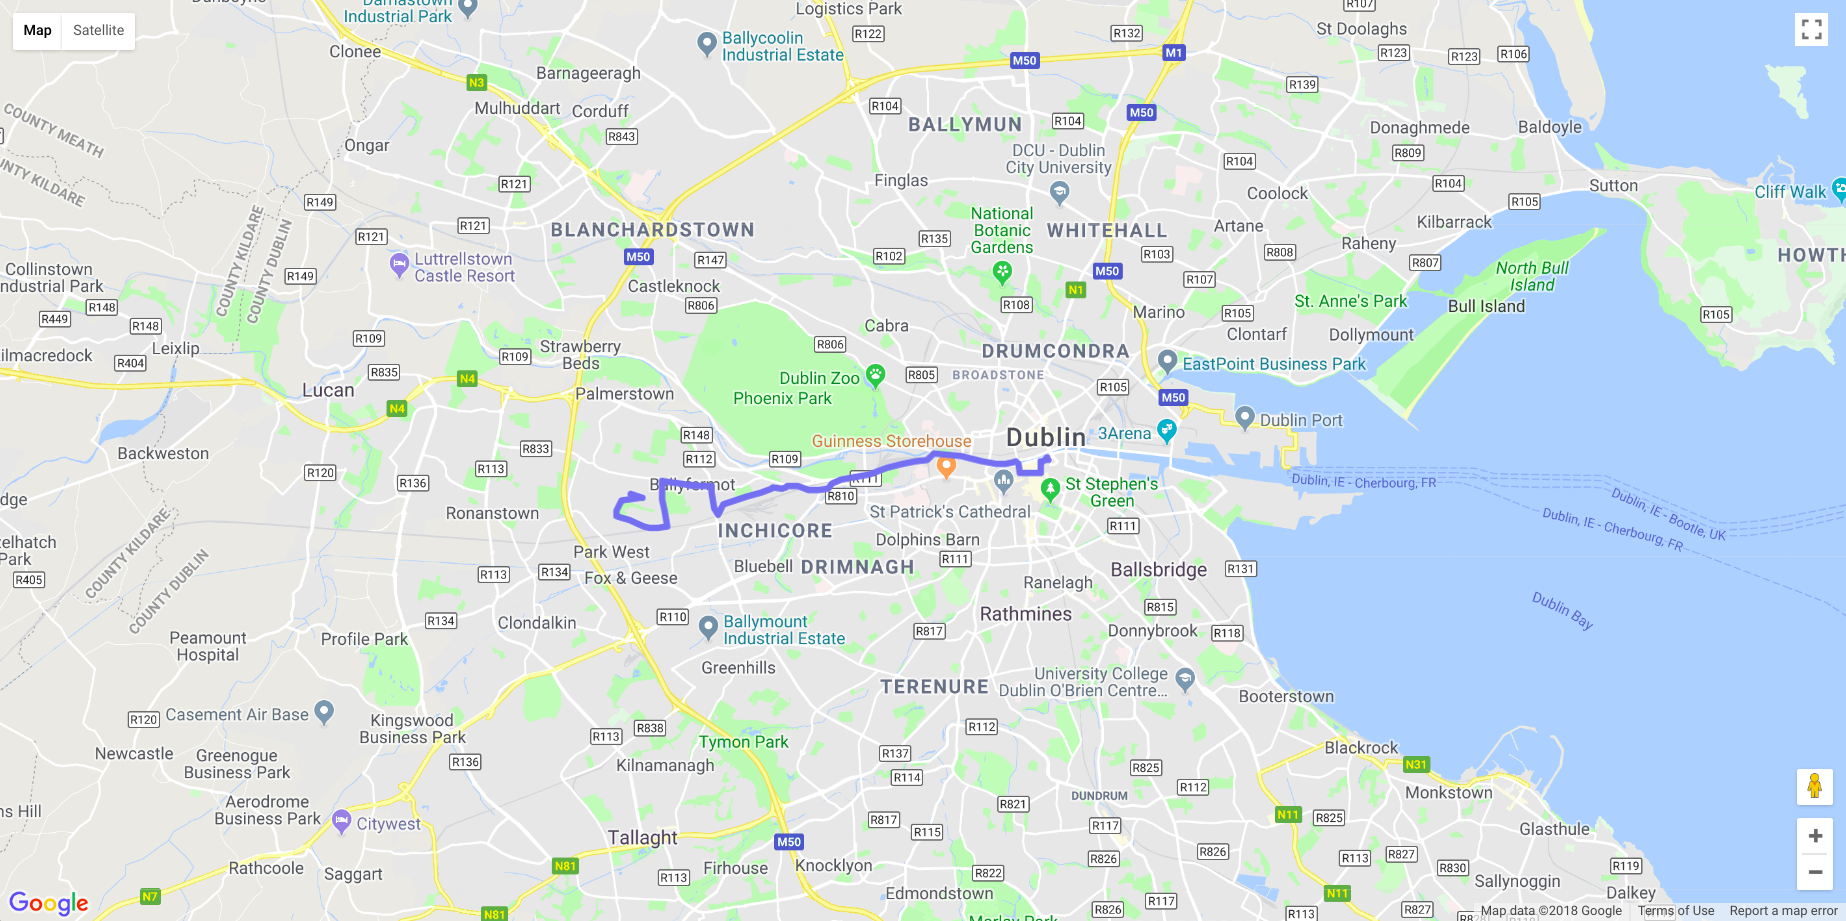 Map
Satellite
Dunboyne
Damastown
Industrial Park
Logistics Park
R107
R132
St Doolaghs
R122
Ballycoolin
Industrial Estate
Clonee
M50
M1
R123
R123
R106
Barnageeragh
N3
R139
Mulhuddart
Corduff
R104
M50
COUNTY MEATH
BALLYMUN
R104
Donaghmede
Baldoyle
R843
Ongar
DCU - Dublin
City University
R809
R104
COUNTY KILDARE
Finglas
R121
Coolock
R104
Sutton
Cliff Walk
R149
R105
National
Botanic
Gardens
Artane
Kilbarrack
R121
BLANCHARDSTOWN
WHITEHALL
R121
R135
Raheny
COUNTY KILDARE
COUNTY DUBLIN
M50
R147
R102
R103
R808
R807
HOWTH
Luttrellstown
Castle Resort
Collinstown
Industrial Park
R149
M50
R107
North Bull
Island
Castleknock
N1
R806
R108
St. Anne's Park
Bull Island
R148
R449
R148
Marino
R105
R105
Cabra
Clontarf
Dollymount
R109
Leixlip
Kilmacredock
R404
Strawberry
Beds
R109
R806
DRUMCONDRA
EastPoint Business Park
BROADSTONE
R835
N4
Dublin Zoo
R805
Lucan
Palmerstown
Phoenix Park
R105
M50
N4
Dublin Port
R148
Guinness Storehouse
Dublin
3Arena
Backweston
R833
R112
R109
R120
R113
R136
Ballyfermot
R111
R810
St Stephen's
Green
Dublin, IE - Cherbourg, FR
Dublin, IE - Bootle, UK
Ronanstown
St Patrick's Cathedral
Dublin, IE - Cherbourg, FR
INCHICORE
R111
Park West
Dolphins Barn
COUNTY KILDARE
COUNTY DUBLIN
R405
R113
R134
Fox & Geese
Bluebell
DRIMNAGH
R111
Ranelagh
Ballsbridge
R131
Dublin Bay
Rathmines
R815
R134
Clondalkin
R110
Ballymount
Industrial Estate
R817
Donnybrook
R118
Peamount
Hospital
Profile Park
Greenhills
University College
Dublin O'Brien Centre...
TERENURE
Booterstown
R120
Casement Air Base
Kingswood
Business Park
R838
R113
R112
Tymon Park
Newcastle
Greenogue
Business Park
R136
Kilnamanagh
R137
R114
R825
R112
Blackrock
N31
DUNDRUM
Monkstown
Aerodrome
Business Park
R821
Citywest
Tallaght
R817
R115
R117
N11
R825
Glasthule
M50
R826
R826
R113
R827
R119
Rathcoole
Saggart
N81
R113
Firhouse
Knocklyon
R822
R830
Sallynoggin
N7
N81
Edmondstown
R117
N11
Dalkey
Marlay Park
R826
R113
R827
Google
Map data ©2018 Google
Terms of Use
Report a map error